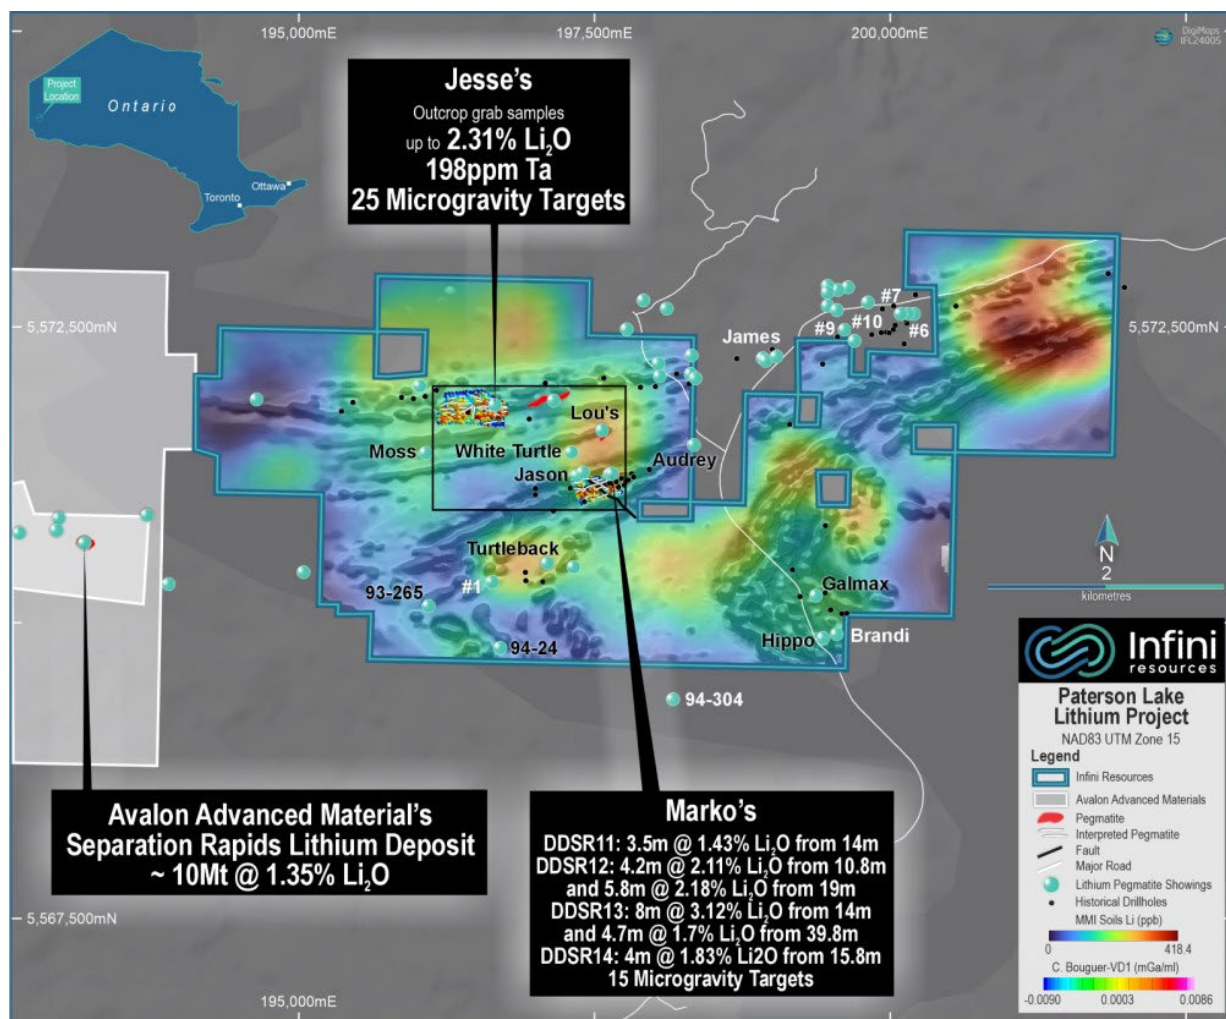 195,000mE
197,500mE
200,000mE
DigiMaps
IFL24005
Project
Location
Ontario
Ottawa
Toronto
Jesse's
Outcrop grab samples
up to 2.31% Li₂O
198ppm Ta
25 Microgravity Targets
5,572,500mN
5,572,500mN
#7
#10
#9
#6
James
Lou's
Moss
White Turtle
Jason
Audrey
Turtleback
#1
93-265
94-24
Galmax
Hippo
Brandi
94-304
N
2
kilometres
Avalon Advanced Material's
Separation Rapids Lithium Deposit
~ 10Mt @ 1.35% Li₂O
Marko's
DDSR11: 3.5m @ 1.43% Li₂O from 14m
DDSR12: 4.2m @ 2.11% Li₂O from 10.8m
and 5.8m @ 2.18% Li₂O from 19m
DDSR13: 8m @ 3.12% Li₂O from 14m
and 4.7m @ 1.7% Li₂O from 39.8m
DDSR14: 4m @ 1.83% Li2O from 15.8m
15 Microgravity Targets
5,567,500mN
195,000mE
Infini
resources
Paterson Lake
Lithium Project
NAD83 UTM Zone 15
Legend
Infini Resources
Avalon Advanced Materials
Pegmatite
Interpreted Pegmatite
Fault
Major Road
Lithium Pegmatite Showings
Historical Drillholes
MMI Soils Li (ppb)
0 418.4
C. Bouguer-VD1 (mGa/ml)
-0.0090 0.0003 0.0086